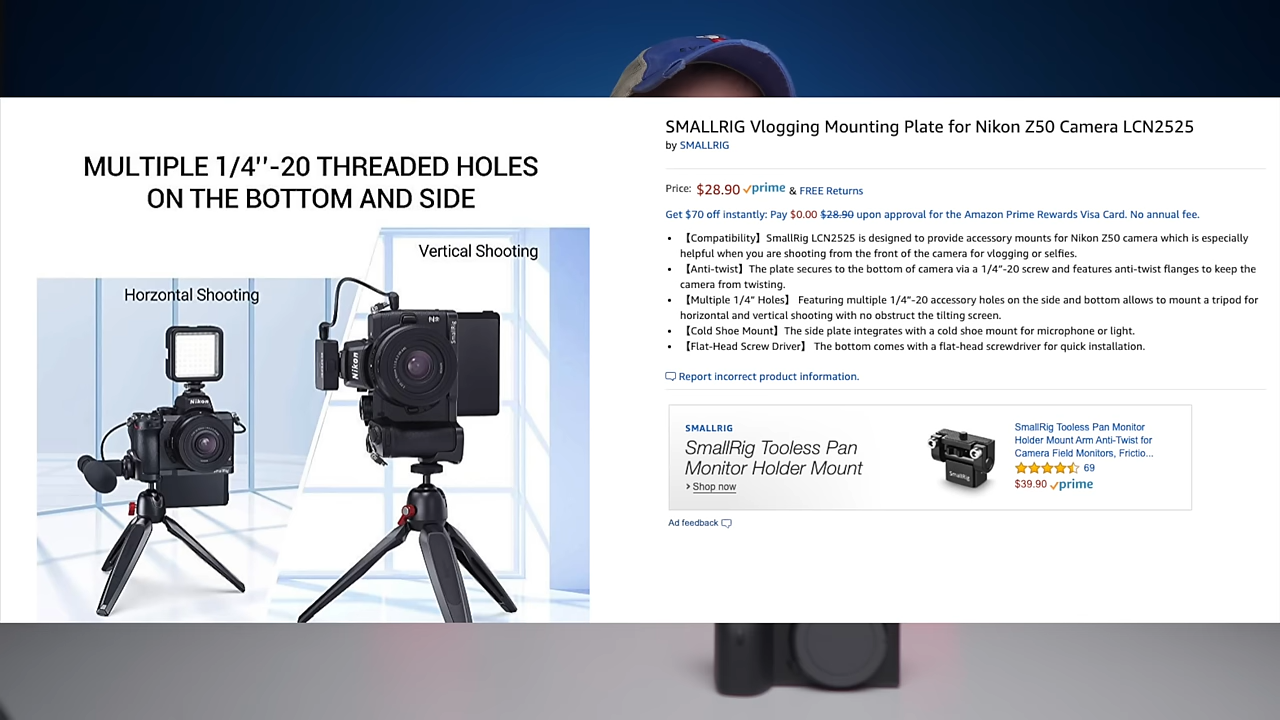 MULTIPLE 1/4''-20 THREADED HOLES
ON THE BOTTOM AND SIDE
Vertical Shooting
Horzontal Shooting
Nikon
Nikon
SMALLRIG Vlogging Mounting Plate for Nikon Z50 Camera LCN2525
by SMALLRIG
Price: $28.90 prime & FREE Returns
Get $70 off instantly: Pay $0.00 $28.90 upon approval for the Amazon Prime Rewards Visa Card. No annual fee.
• 【Compatibility】SmallRig LCN2525 is designed to provide accessory mounts for Nikon Z50 camera which is especially
helpful when you are shooting from the front of the camera for vlogging or selfies.
• 【Anti-twist】The plate secures to the bottom of camera via a 1/4”-20 screw and features anti-twist flanges to keep the
camera from twisting.
• 【Multiple 1/4” Holes】 Featuring multiple 1/4”-20 accessory holes on the side and bottom allows to mount a tripod for
horizontal and vertical shooting with no obstruct the tilting screen.
• 【Cold Shoe Mount】The side plate integrates with a cold shoe mount for microphone or light.
• 【Flat-Head Screw Driver】 The bottom comes with a flat-head screwdriver for quick installation.
Report incorrect product information.
SMALLRIG
SmallRig Tooless Pan
Monitor Holder Mount
› Shop now
SmallRig
SmallRig Tooless Pan Monitor
Holder Mount Arm Anti-Twist for
Camera Field Monitors, Frictio...
69
$39.90 prime
Ad feedback